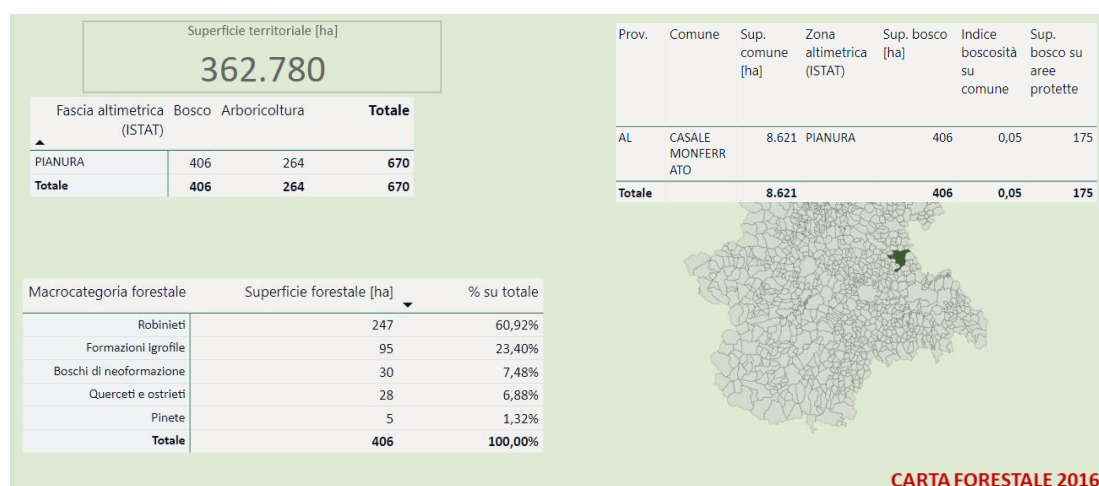 Superficie territoriale [ha]
362.780
Fascia altimetrica (ISTAT) Bosco Arboricoltura Totale
PIANURA 406 264 670
Totale 406 264 670
Prov. Comune Sup. comune [ha] Zona altimetrica (ISTAT) Sup. bosco [ha] Indice boscosità su comune Sup. bosco su aree protette
AL CASALE MONFERRATO 8.621 PIANURA 406 0,05 175
Totale 8.621 406 0,05 175
Macrocategoria forestale Superficie forestale [ha] % su totale
Robinieti 247 60,92%
Formazioni igrofile 95 23,40%
Boschi di neoformazione 30 7,48%
Querceti e ostrieti 28 6,88%
Pinete 5 1,32%
Totale 406 100,00%
CARTA FORESTALE 2016